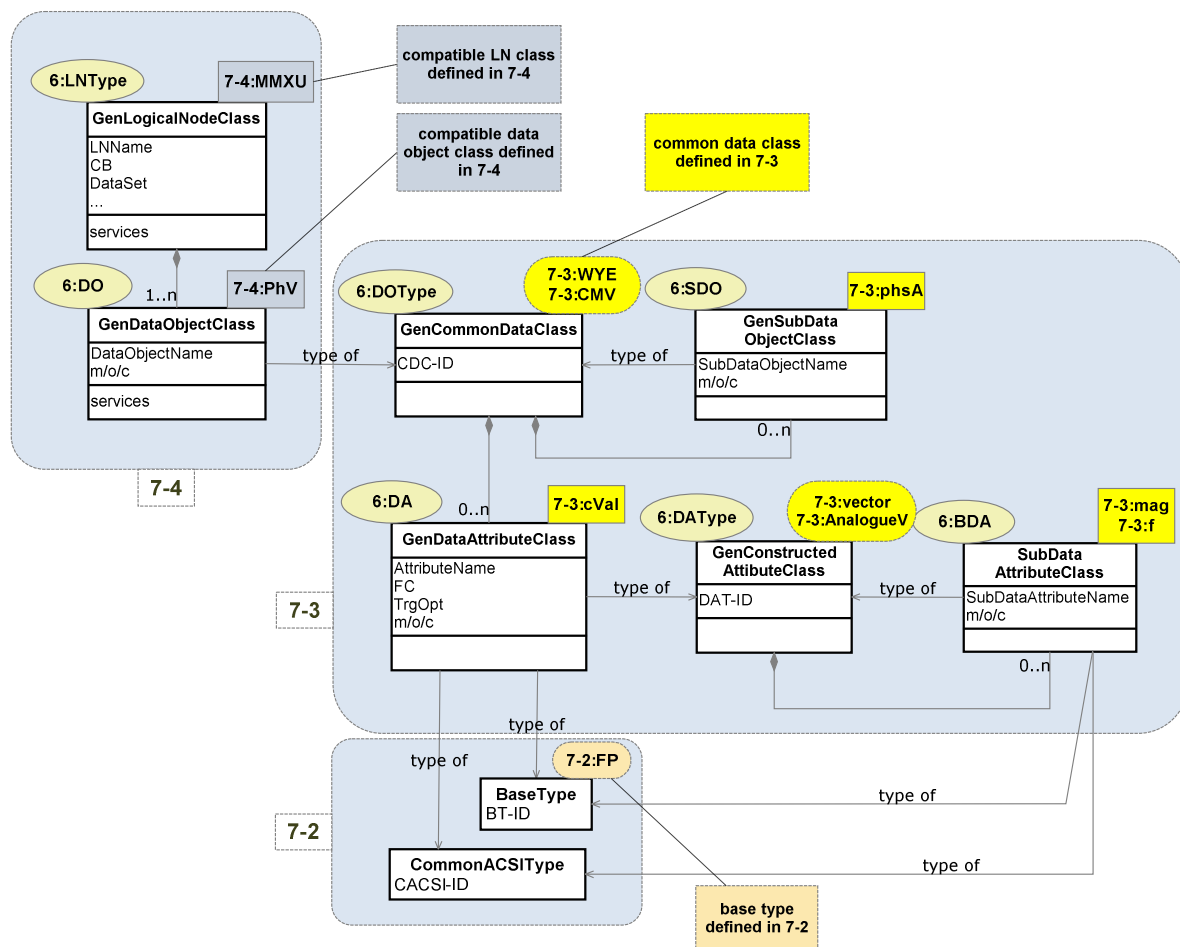 6:LNType
7-4:MMXU
GenLogicalNodeClass
LNName
CB
DataSet
...
services
compatible LN class
defined in 7-4
compatible data
object class defined
in 7-4
common data class
defined in 7-3
6:DO
1..n
7-4:PhV
GenDataObjectClass
DataObjectName
m/o/c
services
7-4
type of
6:DOType
7-3:WYE
7-3:CMV
GenCommonDataClass
CDC-ID
type of
6:SDO
7-3:phsA
GenSubData
ObjectClass
SubDataObjectName
m/o/c
0..n
6:DA
0..n
7-3:cVal
GenDataAttributeClass
AttributeName
FC
TrgOpt
m/o/c
type of
6:DAType
7-3:vector
7-3:AnalogueV
GenConstructed
AttibuteClass
DAT-ID
type of
6:BDA
7-3:mag
7-3:f
SubData
AttributeClass
SubDataAttributeName
m/o/c
0..n
7-3
type of
type of
7-2:FP
BaseType
BT-ID
type of
7-2
CommonACSIType
CACSI-ID
type of
base type
defined in 7-2